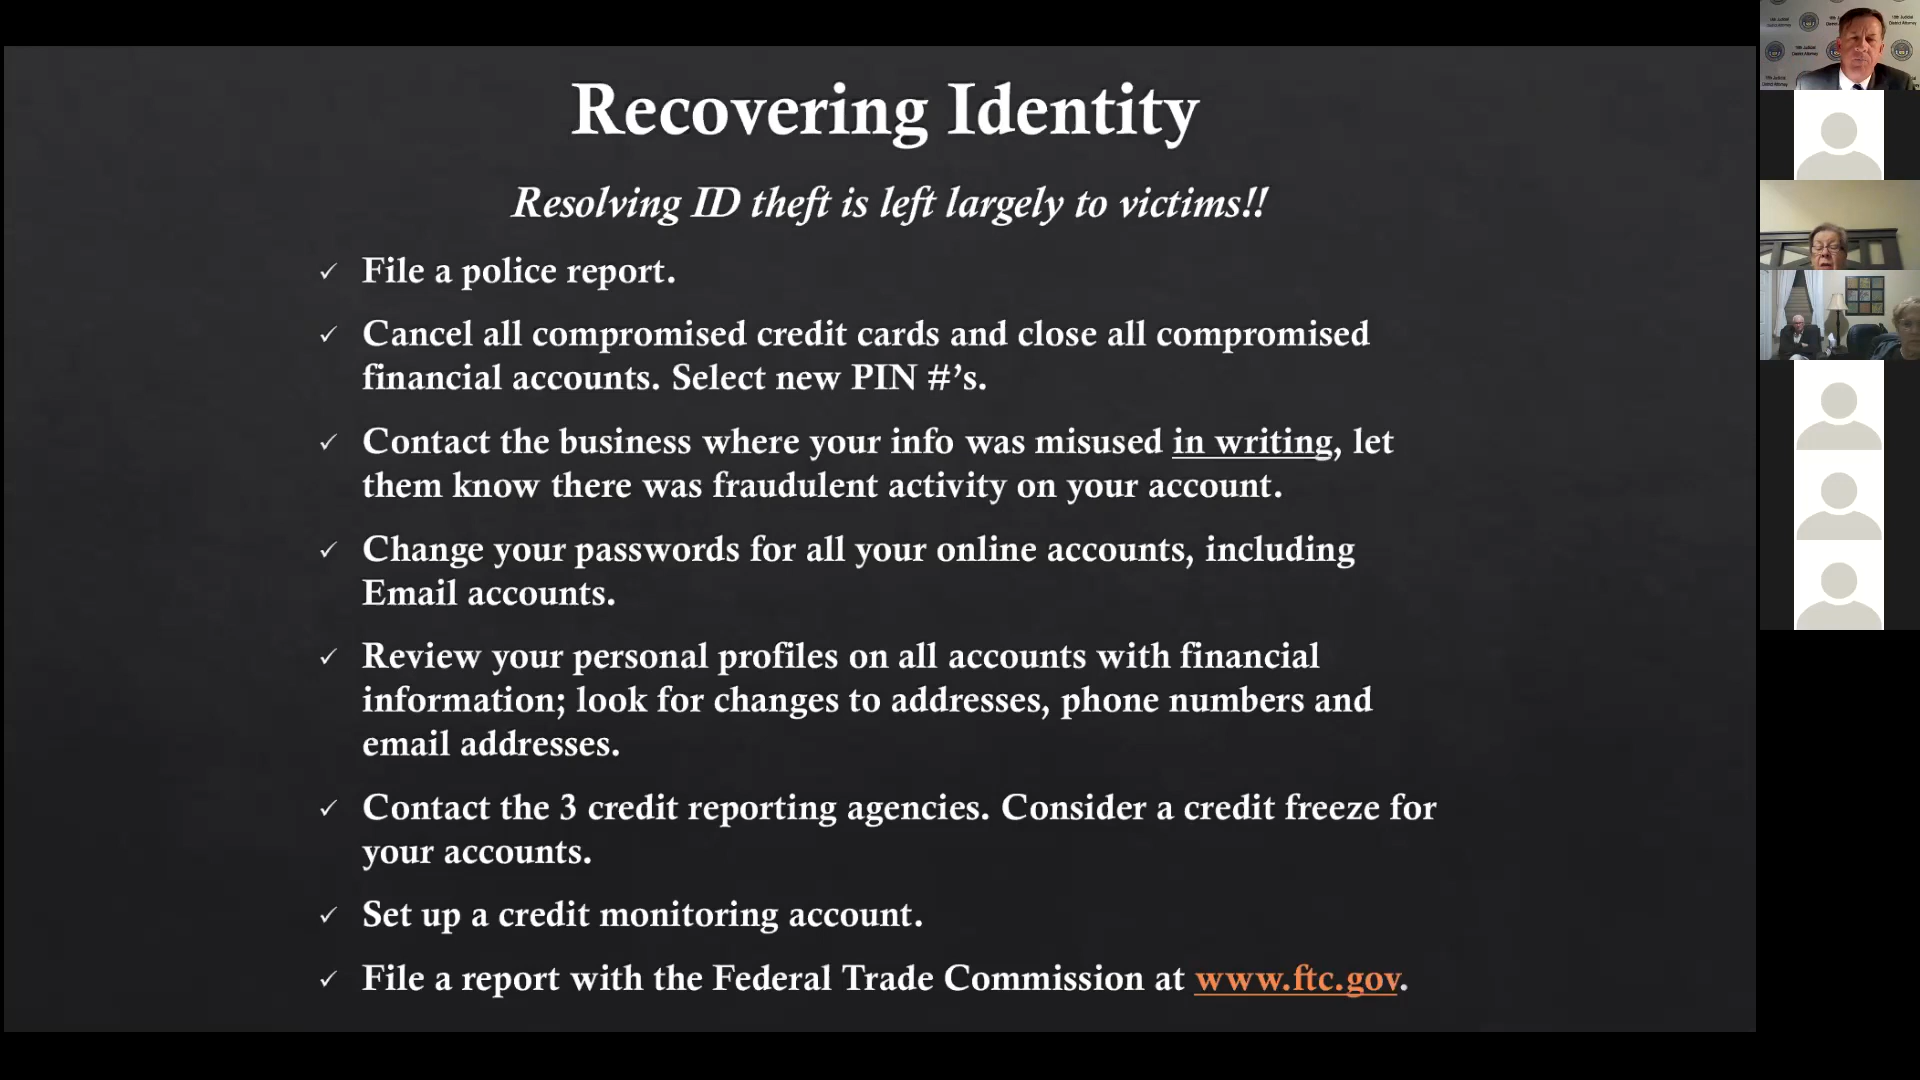 Recovering Identity
Resolving ID theft is left largely to victims!!
✓ File a police report.
✓ Cancel all compromised credit cards and close all compromised
financial accounts. Select new PIN #’s.
✓ Contact the business where your info was misused in writing, let
them know there was fraudulent activity on your account.
✓ Change your passwords for all your online accounts, including
Email accounts.
✓ Review your personal profiles on all accounts with financial
information; look for changes to addresses, phone numbers and
email addresses.
✓ Contact the 3 credit reporting agencies. Consider a credit freeze for
your accounts.
✓ Set up a credit monitoring account.
✓ File a report with the Federal Trade Commission at www.ftc.gov.